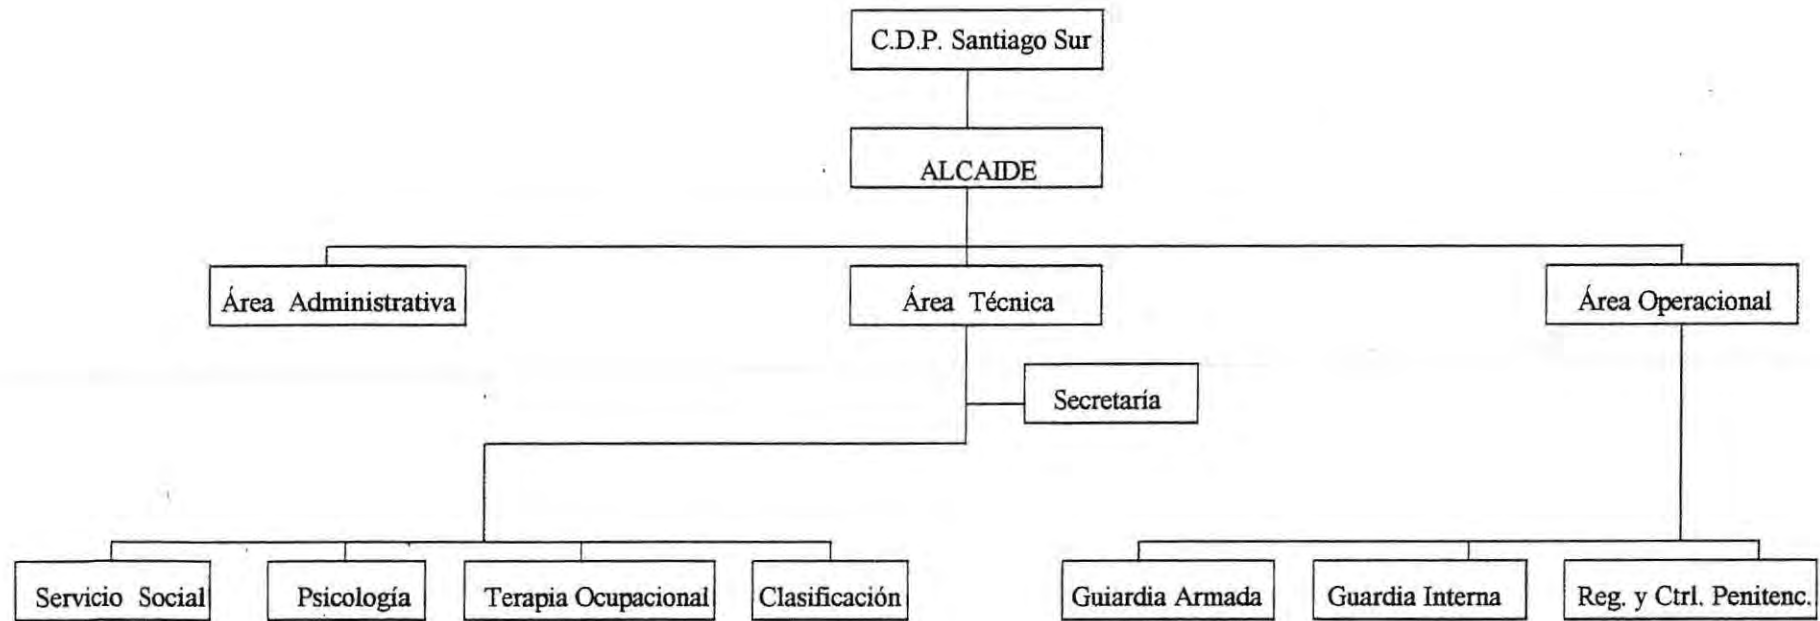 C.D.P. Santiago Sur
ALCAIDE
Área Administrativa
Área Técnica
Área Operacional
Secretaría
Servicio Social
Psicología
Terapia Ocupacional
Clasificación
Guiardia Armada
Guardia Interna
Reg. y Ctrl. Penitenc.